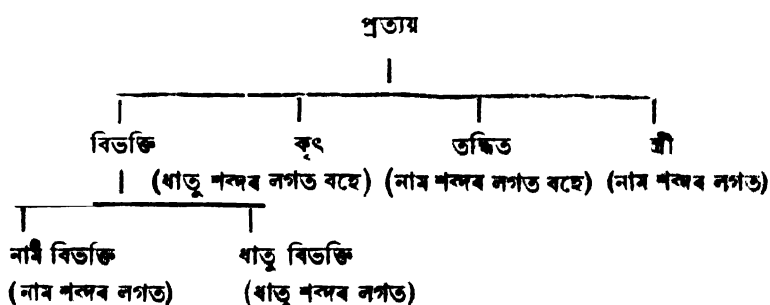 প্ৰত্যয়
বিভক্তি কৃৎ তদ্ধিত স্ত্ৰী
(ধাতু শব্দৰ লগত বহে) (নাম শব্দৰ লগত বহে) (নাম শব্দৰ লগত)
নাম বিভক্তি ধাতু বিভক্তি
(নাম শব্দৰ লগত) (ধাতু শব্দৰ লগত)